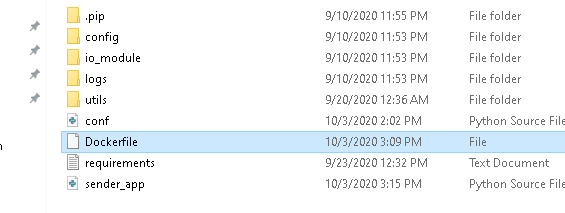 .pip 9/10/2020 11:55 PM File folder
config 9/10/2020 11:53 PM File folder
io_module 9/10/2020 11:53 PM File folder
logs 9/10/2020 11:53 PM File folder
utils 9/20/2020 12:36 AM File folder
conf 10/3/2020 2:02 PM Python Source File
Dockerfile 10/3/2020 3:09 PM File
requirements 9/23/2020 12:32 PM Text Document
sender_app 10/3/2020 3:15 PM Python Source File